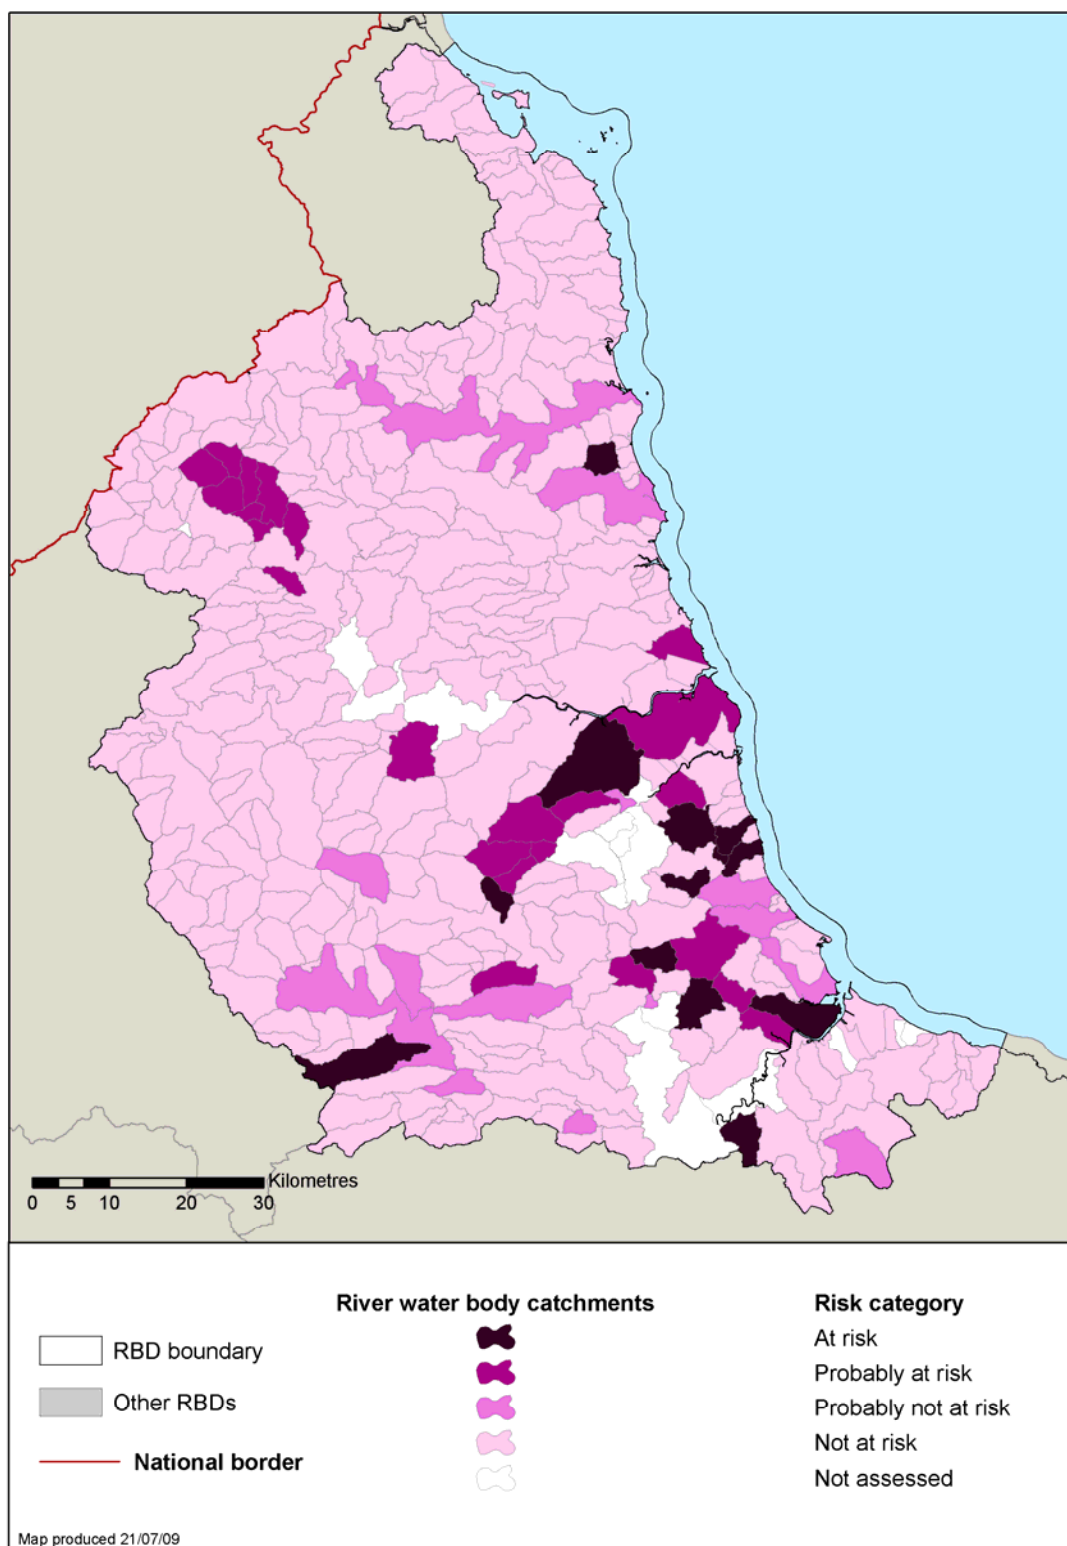 Kilometres
0 5 10 20 30
River water body catchments
Risk category
RBD boundary
At risk
Other RBDs
Probably at risk
Probably not at risk
National border
Not at risk
Not assessed
Map produced 21/07/09